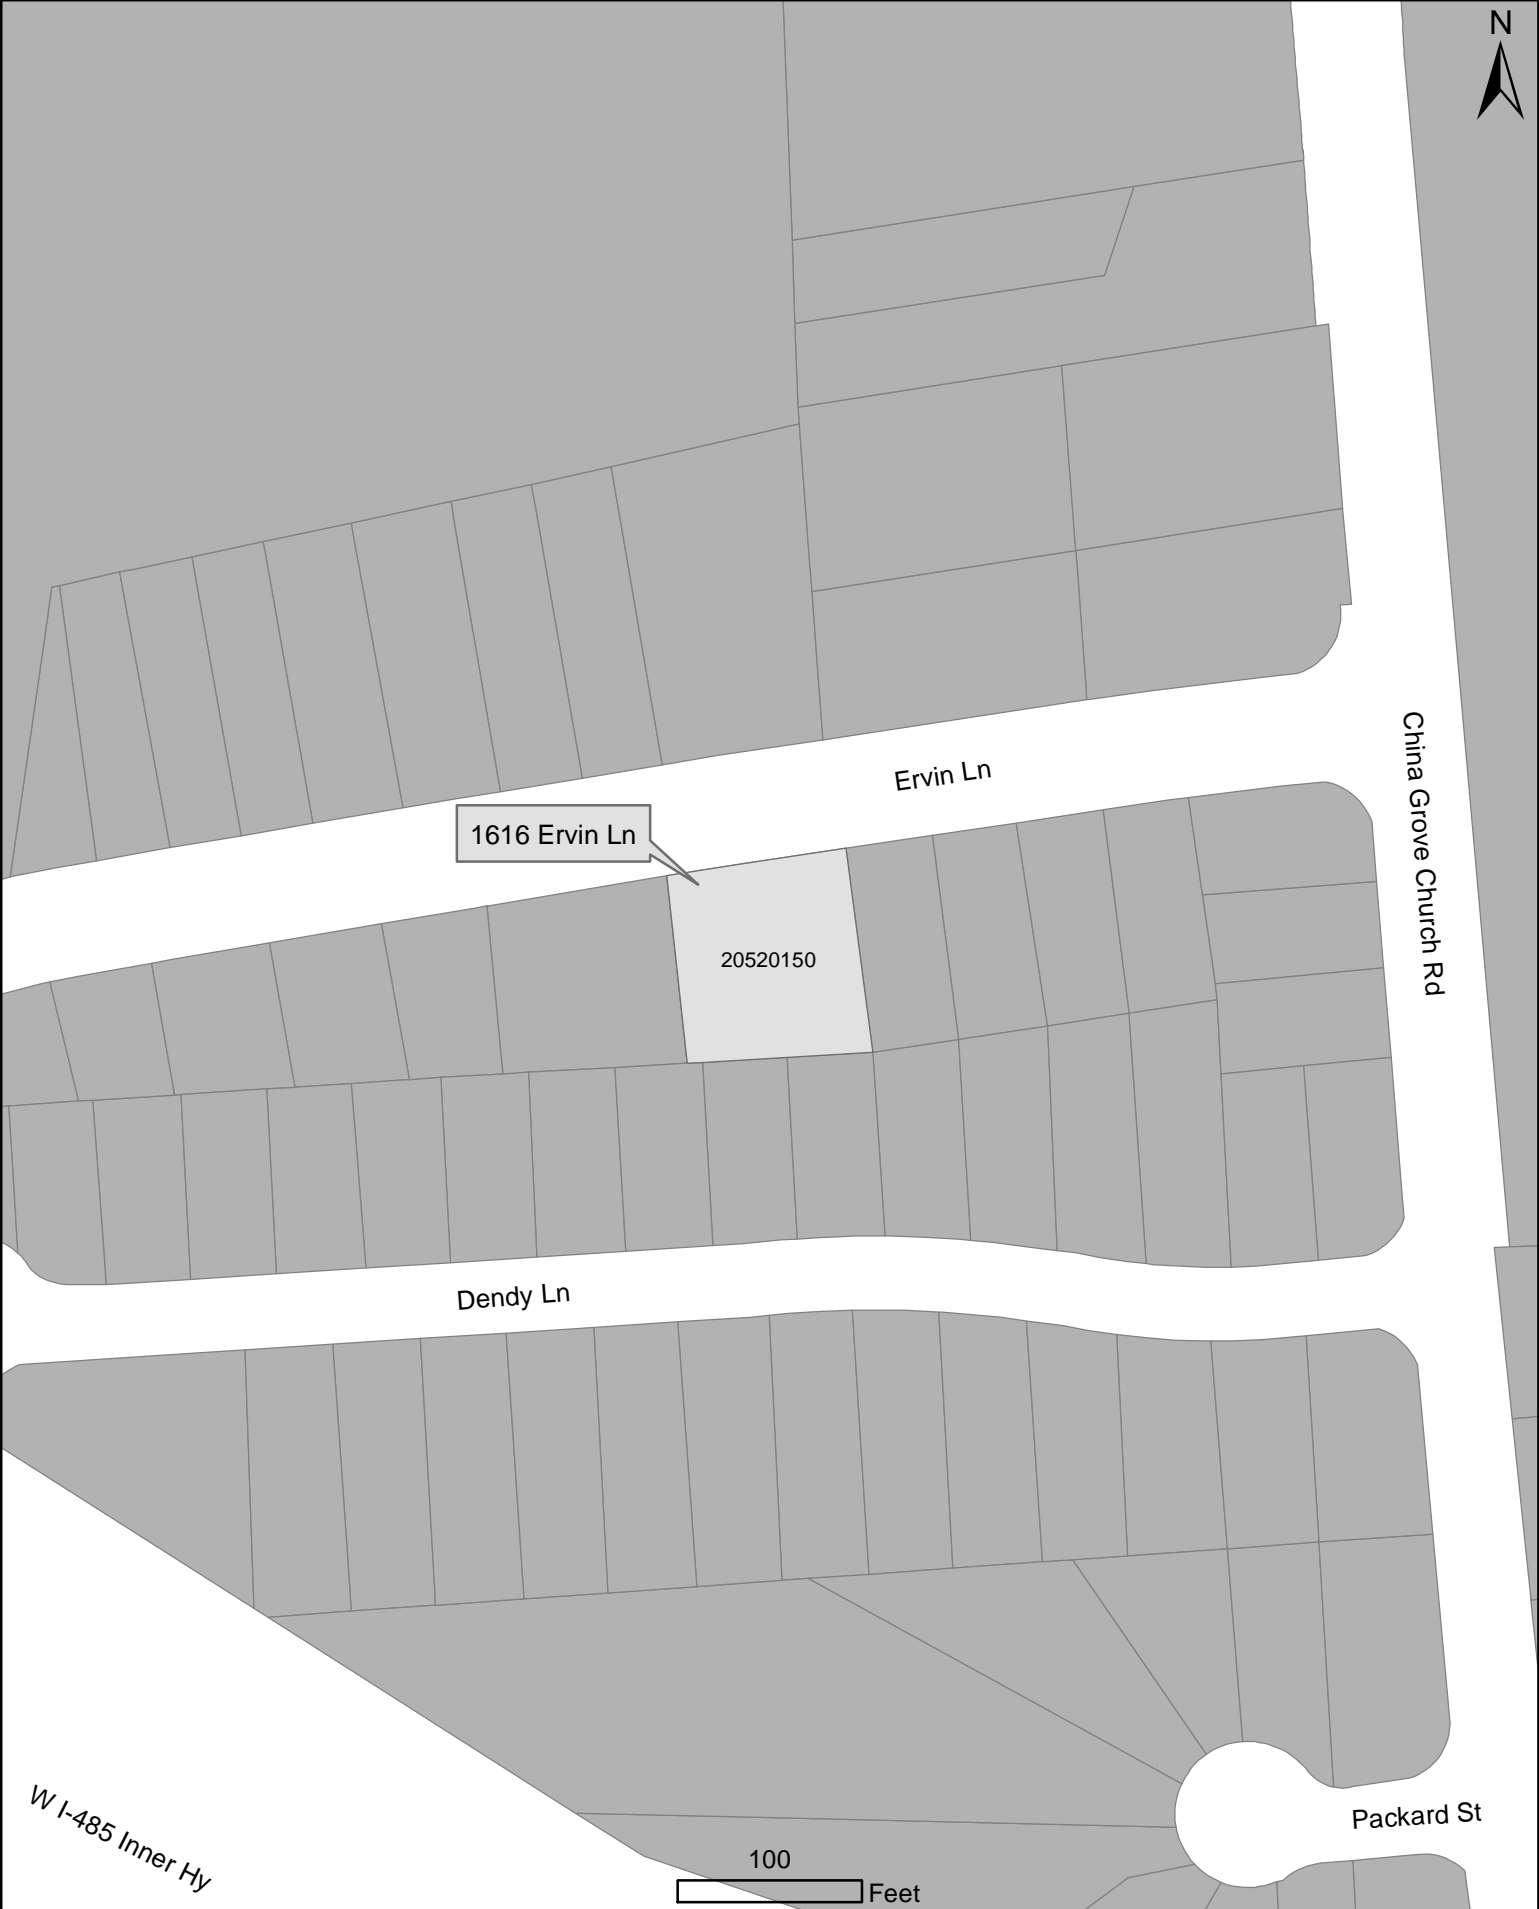 N
Ervin Ln
China Grove Church Rd
1616 Ervin Ln
20520150
Dendy Ln
W I-485 Inner Hy
Packard St
100
Feet